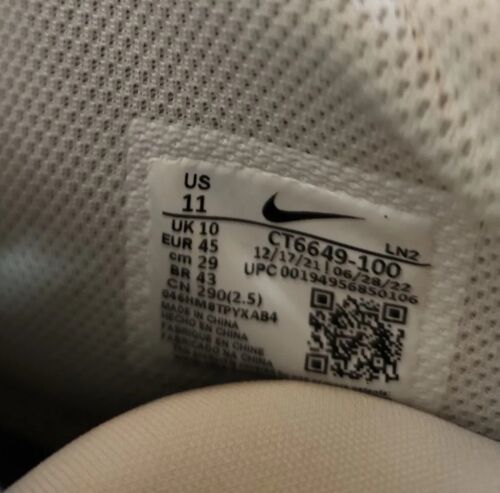 US
11
UK 10
EUR 45
cm 29
BR 43
CN 290(2.5)
LN2
CT6649-100
12/17/21 | 06/28/22
UPC 00194956850106
046HM8TPYXAB4
MADE IN CHINA
HECHO EN CHINA
FABRIQUE EN CHINE